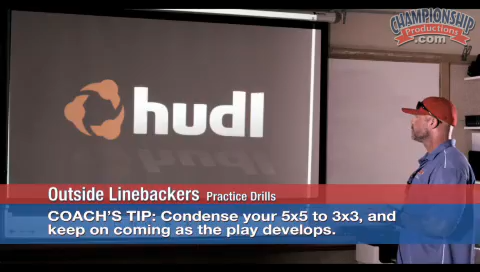 CHAMPIONSHIP
Productions
.com
hudl
Outside Linebackers Practice Drills
COACH'S TIP: Condense your 5x5 to 3x3, and
keep on coming as the play develops.